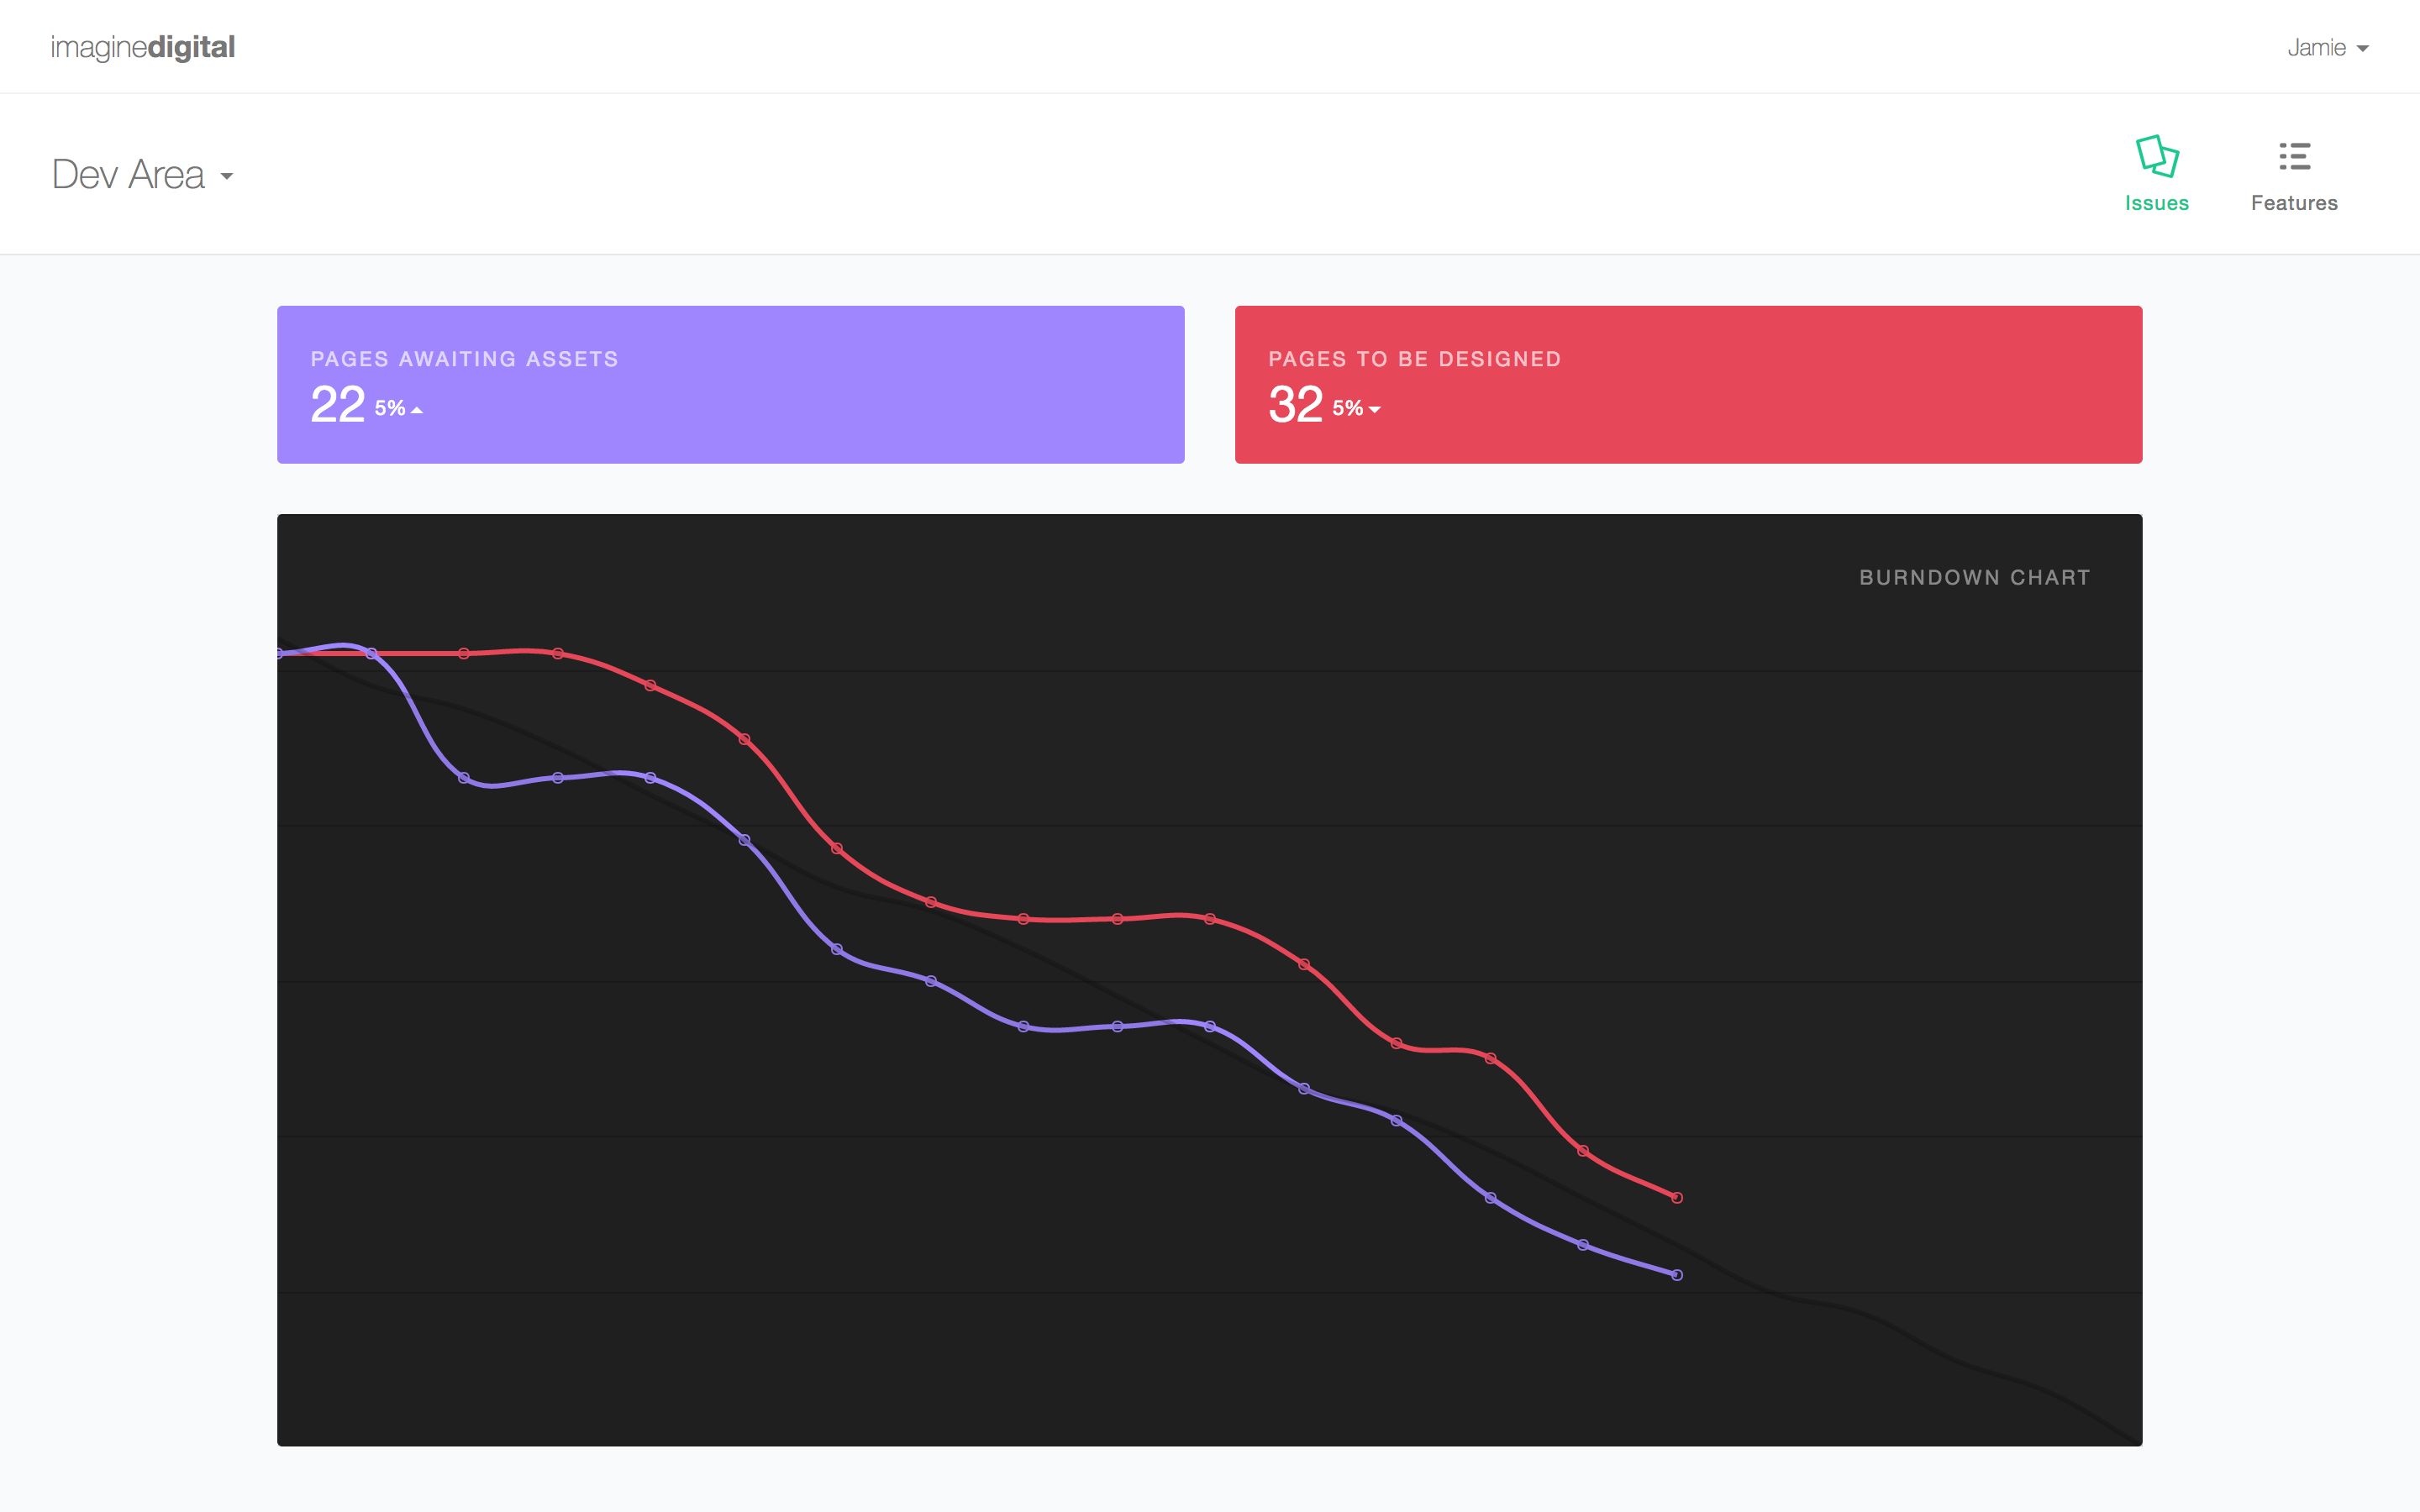 imaginedigital
Jamie
Dev Area
Issues
Features
PAGES AWAITING ASSETS
22 5%
PAGES TO BE DESIGNED
32 5%
BURNDOWN CHART